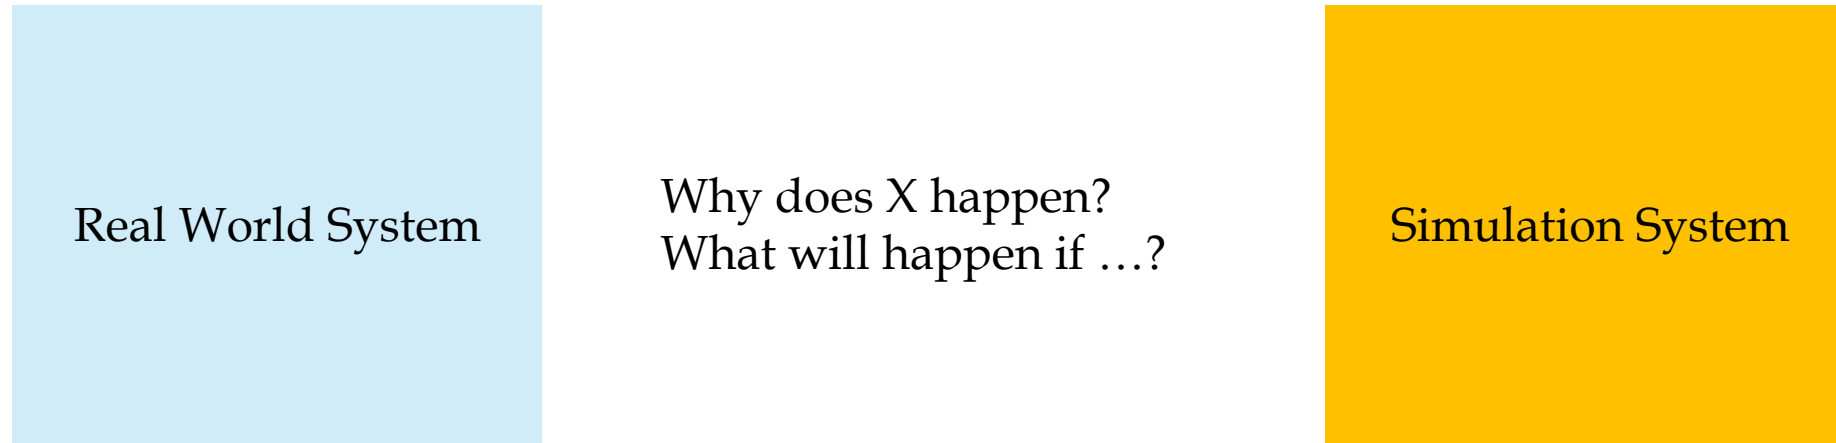 Real World System
Why does X happen?
What will happen if …?
Simulation System